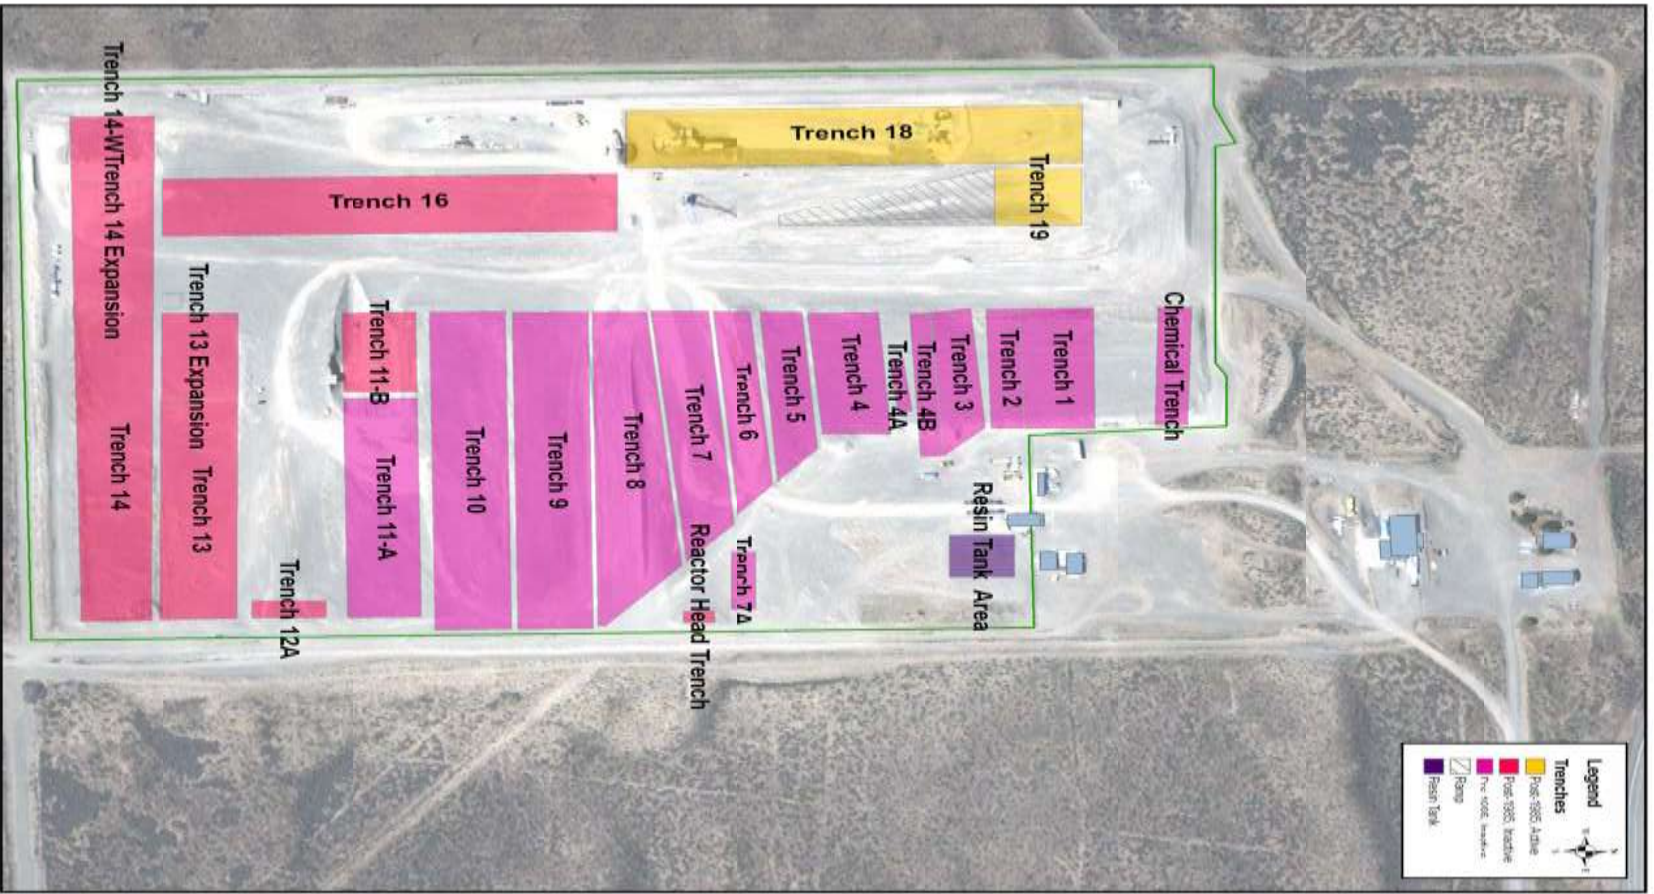 Trench 14-W
Trench 14 Expansion
Trench 14
Trench 13 Expansion
Trench 13
Trench 16
Trench 18
Trench 19
Trench 12A
Trench 11-B
Trench 11-A
Trench 10
Trench 9
Trench 8
Trench 7
Trench 6
Trench 5
Trench 4
Trench 4A
Trench 4B
Trench 3
Trench 2
Trench 1
Chemical Trench
Reactor Head Trench
Trench 7A
Resin Tank Area
Legend
N
E
S
Trenches
Post-1985, Active
Post-1985, Inactive
Ramp
Resin Tank